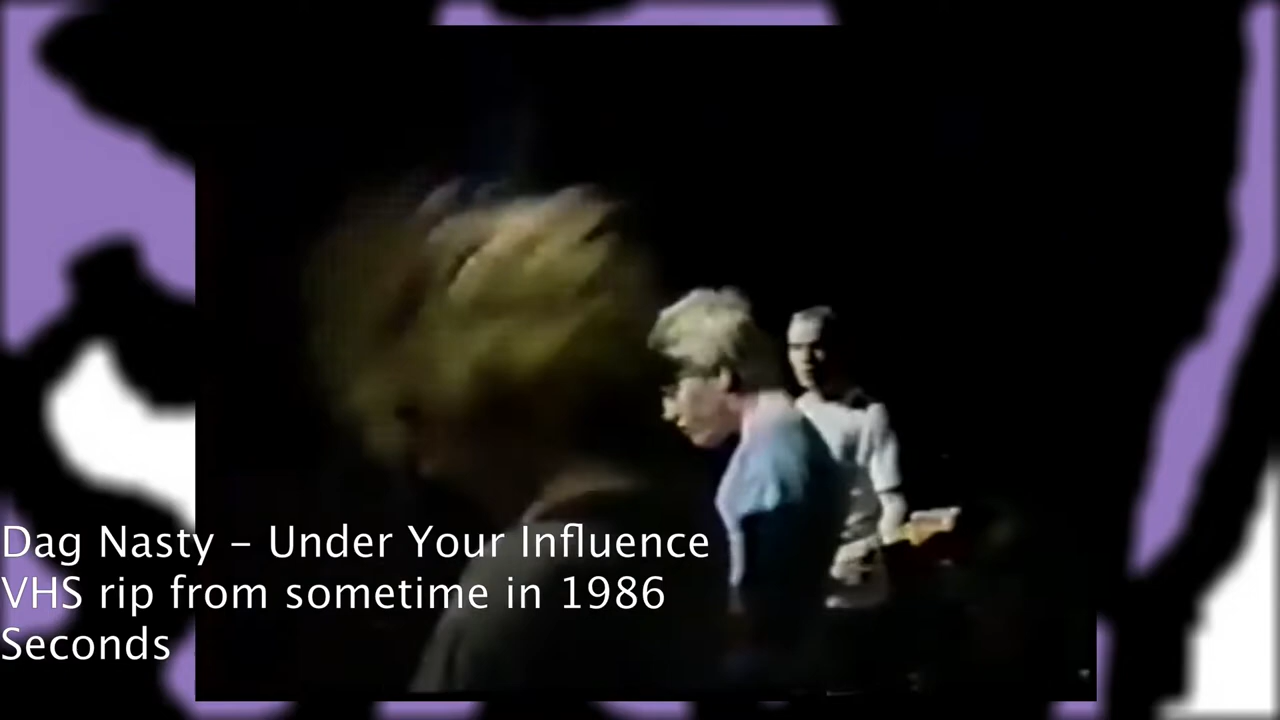 Dag Nasty – Under Your Influence
VHS rip from sometime in 1986
Seconds